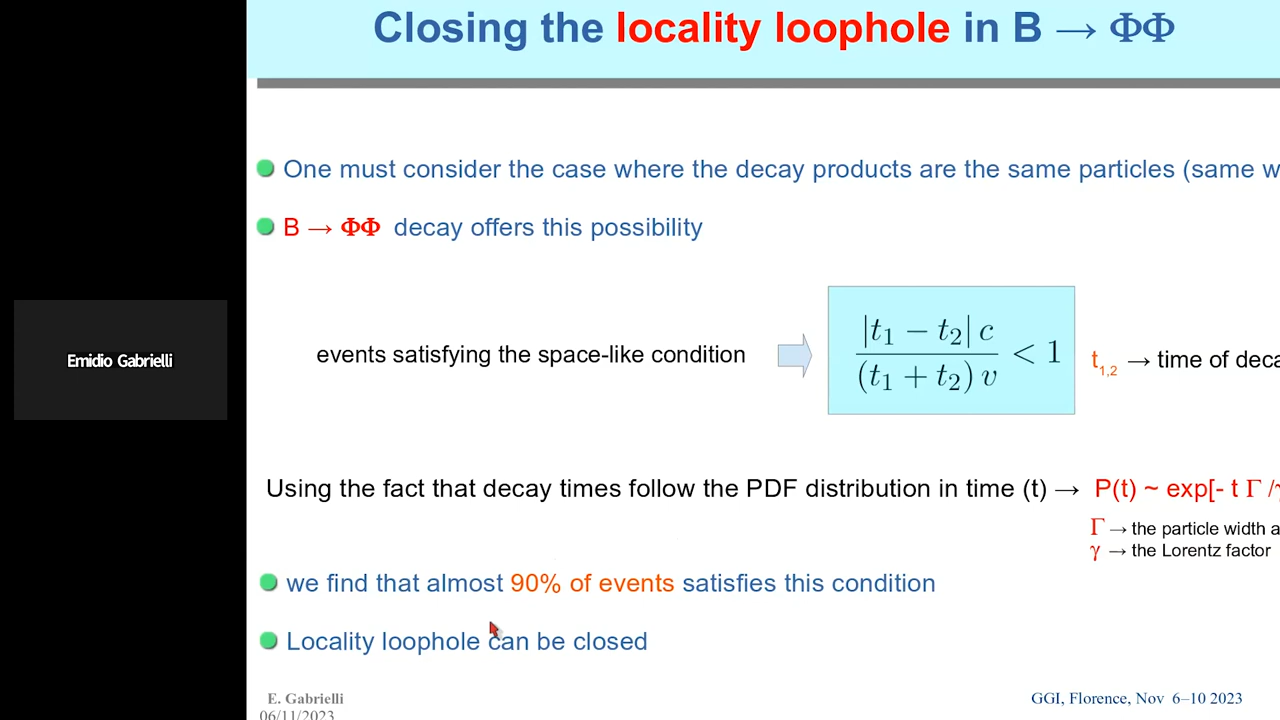 Closing the locality loophole in B → ΦΦ
One must consider the case where the decay products are the same particles (same w
B → ΦΦ decay offers this possibility
events satisfying the space-like condition
|t₁ − t₂| c
(t₁ + t₂) v
< 1
t₁,₂ → time of deca
Emidio Gabrielli
Using the fact that decay times follow the PDF distribution in time (t) → P(t) ~ exp[- t Γ /γ
Γ → the particle width a
γ → the Lorentz factor
we find that almost 90% of events satisfies this condition
Locality loophole can be closed
E. Gabrielli
06/11/2023
GGI, Florence, Nov 6–10 2023